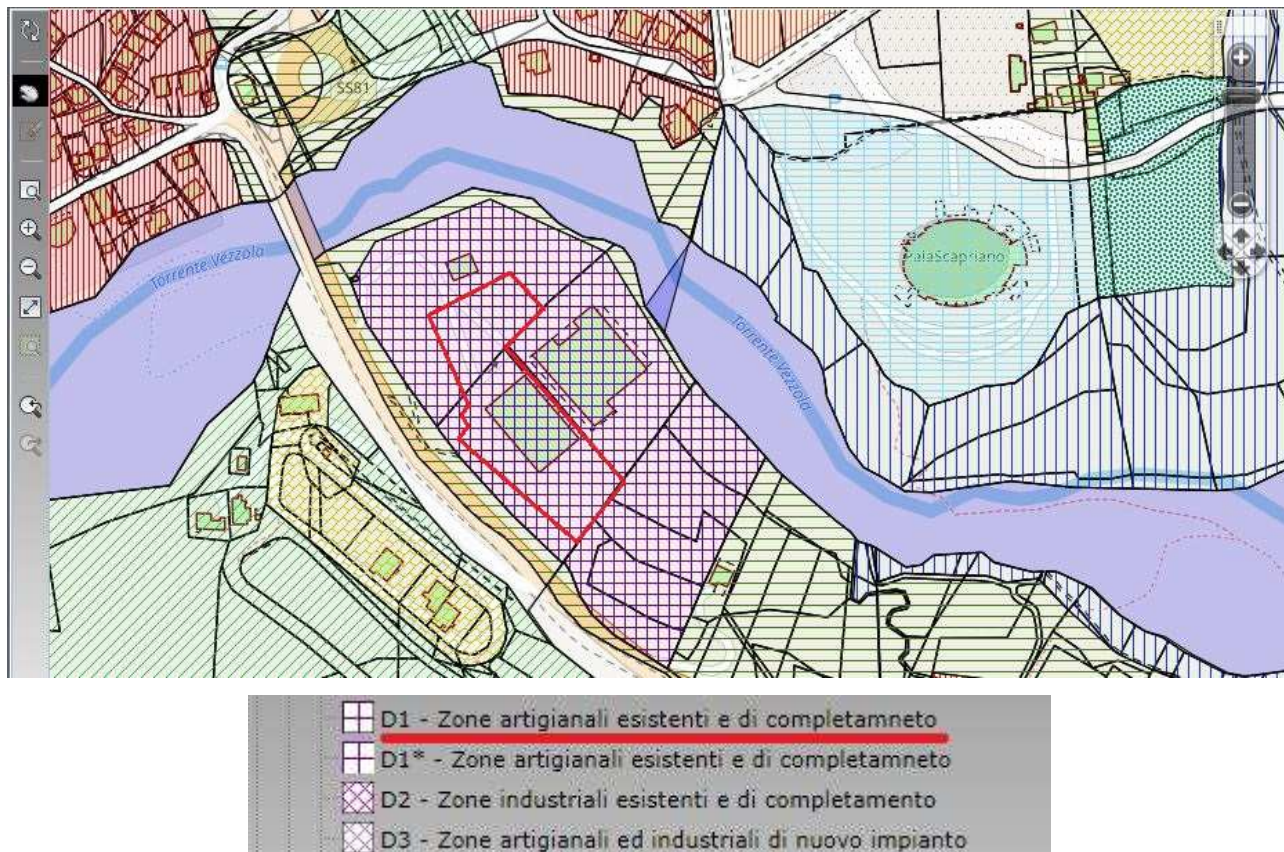 SS81
Torrente Vezzola
PalaScapriano
Torrente Vezzola
D1 - Zone artigianali esistenti e di completamneto
D1* - Zone artigianali esistenti e di completamneto
D2 - Zone industriali esistenti e di completamento
D3 - Zone artigianali ed industriali di nuovo impianto